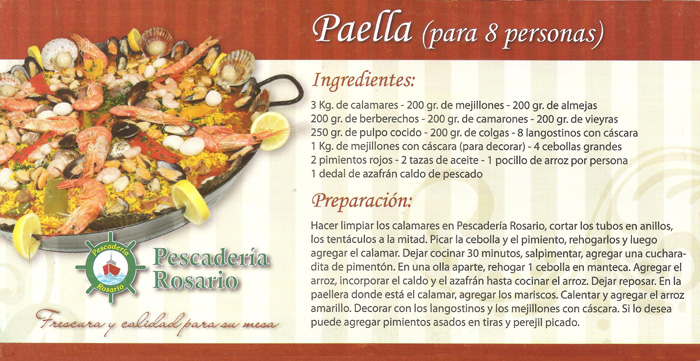 Paella (para 8 personas)
Ingredientes:
3 Kg. de calamares - 200 gr. de mejillones - 200 gr. de almejas
200 gr. de berberechos - 200 gr. de camarones - 200 gr. de vieyras
250 gr. de pulpo cocido - 200 gr. de colgas - 8 langostinos con cáscara
1 Kg. de mejillones con cáscara (para decorar) - 4 cebollas grandes
2 pimientos rojos - 2 tazas de aceite - 1 pocillo de arroz por persona
1 dedal de azafrán caldo de pescado
Preparación:
Hacer limpiar los calamares en Pescadería Rosario, cortar los tubos en anillos,
los tentáculos a la mitad. Picar la cebolla y el pimiento, rehogarlos y luego
agregar el calamar. Dejar cocinar 30 minutos, salpimentar, agregar una cuchara-
dita de pimentón. En una olla aparte, rehogar 1 cebolla en manteca. Agregar el
arroz, incorporar el caldo y el azafrán hasta cocinar el arroz. Dejar reposar. En la
paellera donde está el calamar, agregar los mariscos. Calentar y agregar el arroz
amarillo. Decorar con los langostinos y los mejillones con cáscara. Si lo desea
puede agregar pimientos asados en tiras y perejil picado.
Pescadería
Rosario
Pescadería
Rosario
Frescura y calidad para su mesa